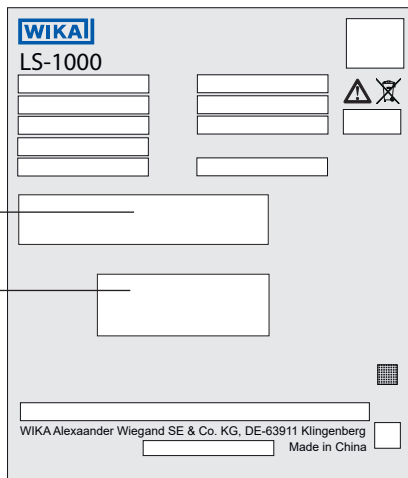 WIKA
LS-1000
WIKA Alexaander Wiegand SE & Co. KG, DE-63911 Klingenberg
Made in China